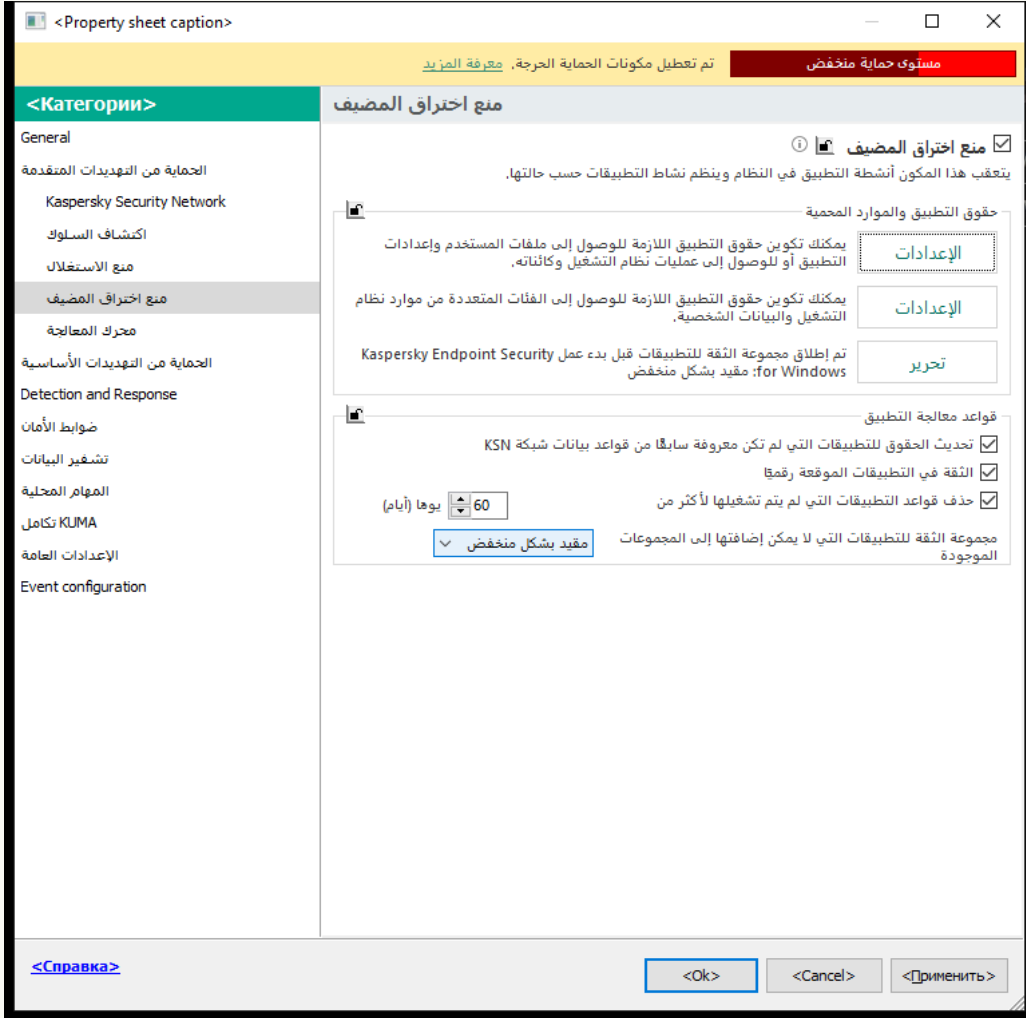 <Property sheet caption>
مستوى حماية منخفض
تم تعطيل مكونات الحماية الحرجة. معرفة المزيد
<Категории>
General
الحماية من التهديدات المتقدمة
Kaspersky Security Network
اكتشاف السلوك
منع الاستغلال
منع اختراق المضيف
محرك المعالجة
الحماية من التهديدات الأساسية
Detection and Response
ضوابط الأمان
تشفير البيانات
المهام المحلية
تكامل KUMA
الإعدادات العامة
Event configuration
منع اختراق المضيف
منع اختراق المضيف
يتعقب هذا المكون أنشطة التطبيق في النظام وينظم نشاط التطبيقات حسب حالتها.
حقوق التطبيق والموارد المحمية
الإعدادات
يمكنك تكوين حقوق التطبيق اللازمة للوصول إلى ملفات المستخدم وإعدادات
التطبيق أو للوصول إلى عمليات نظام التشغيل وكائناته.
الإعدادات
يمكنك تكوين حقوق التطبيق اللازمة للوصول إلى الفئات المتعددة من موارد نظام
التشغيل والبيانات الشخصية.
تحرير
تم إطلاق مجموعة الثقة للتطبيقات قبل بدء عمل Kaspersky Endpoint Security
for Windows: مقيد بشكل منخفض
قواعد معالجة التطبيق
تحديث الحقوق للتطبيقات التي لم تكن معروفة سابقًا من قواعد بيانات شبكة KSN
الثقة في التطبيقات الموقعة رقميًا
حذف قواعد التطبيقات التي لم يتم تشغيلها لأكثر من 60 يوها (أيام)
مجموعة الثقة للتطبيقات التي لا يمكن إضافتها إلى المجموعات
الموجودة
مقيد بشكل منخفض
<Справка>
<Ok>
<Cancel>
<Применить>